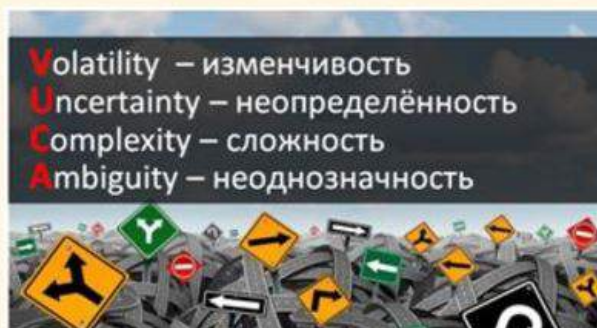 Volatility – изменчивость
Uncertainty – неопределённость
Complexity – сложность
Ambiguity – неоднозначность